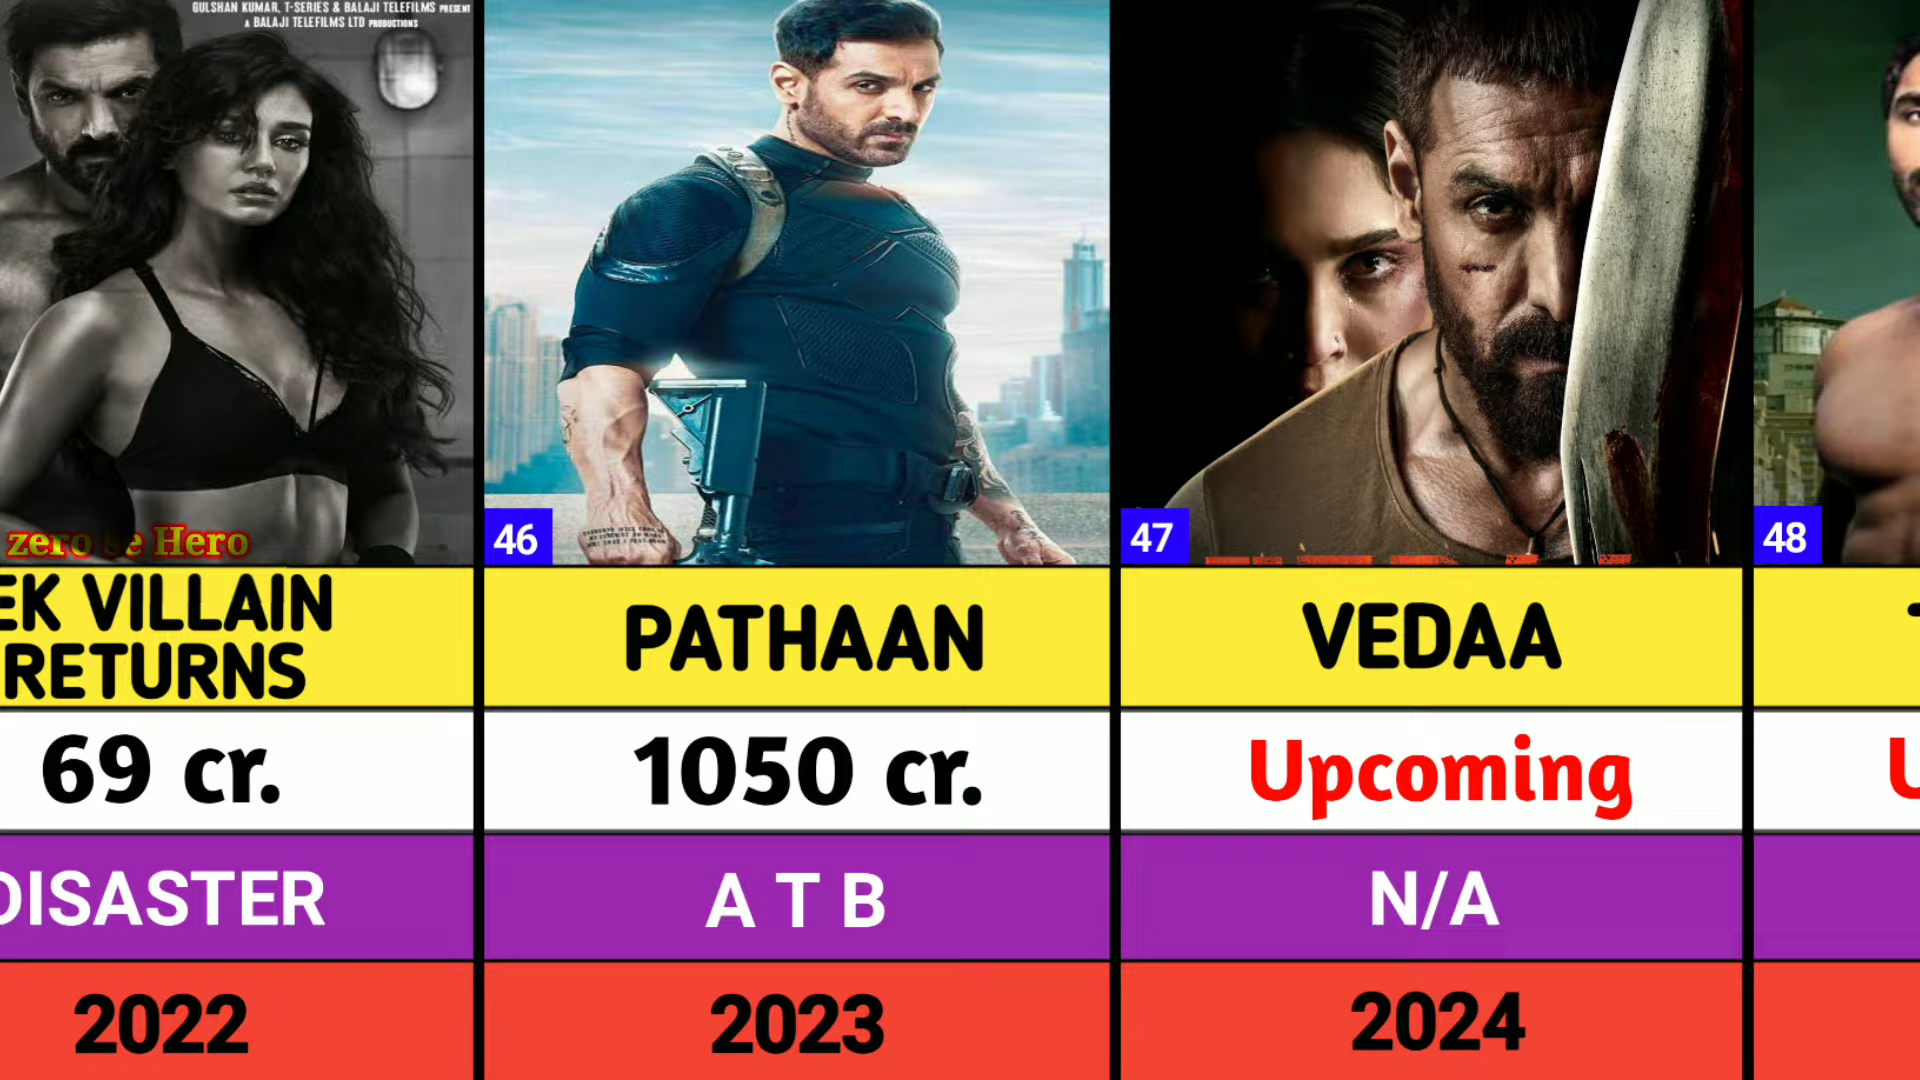 GULSHAN KUMAR, T-SERIES & BALAJI TELEFILMS PRESENT
A BALAJI TELEFILMS LTD PRODUCTIONS
zero se Hero
EK VILLAIN
RETURNS
69 cr.
DISASTER
2022
46
PATHAAN
1050 cr.
A T B
2023
47
VEDAA
Upcoming
N/A
2024
48
U